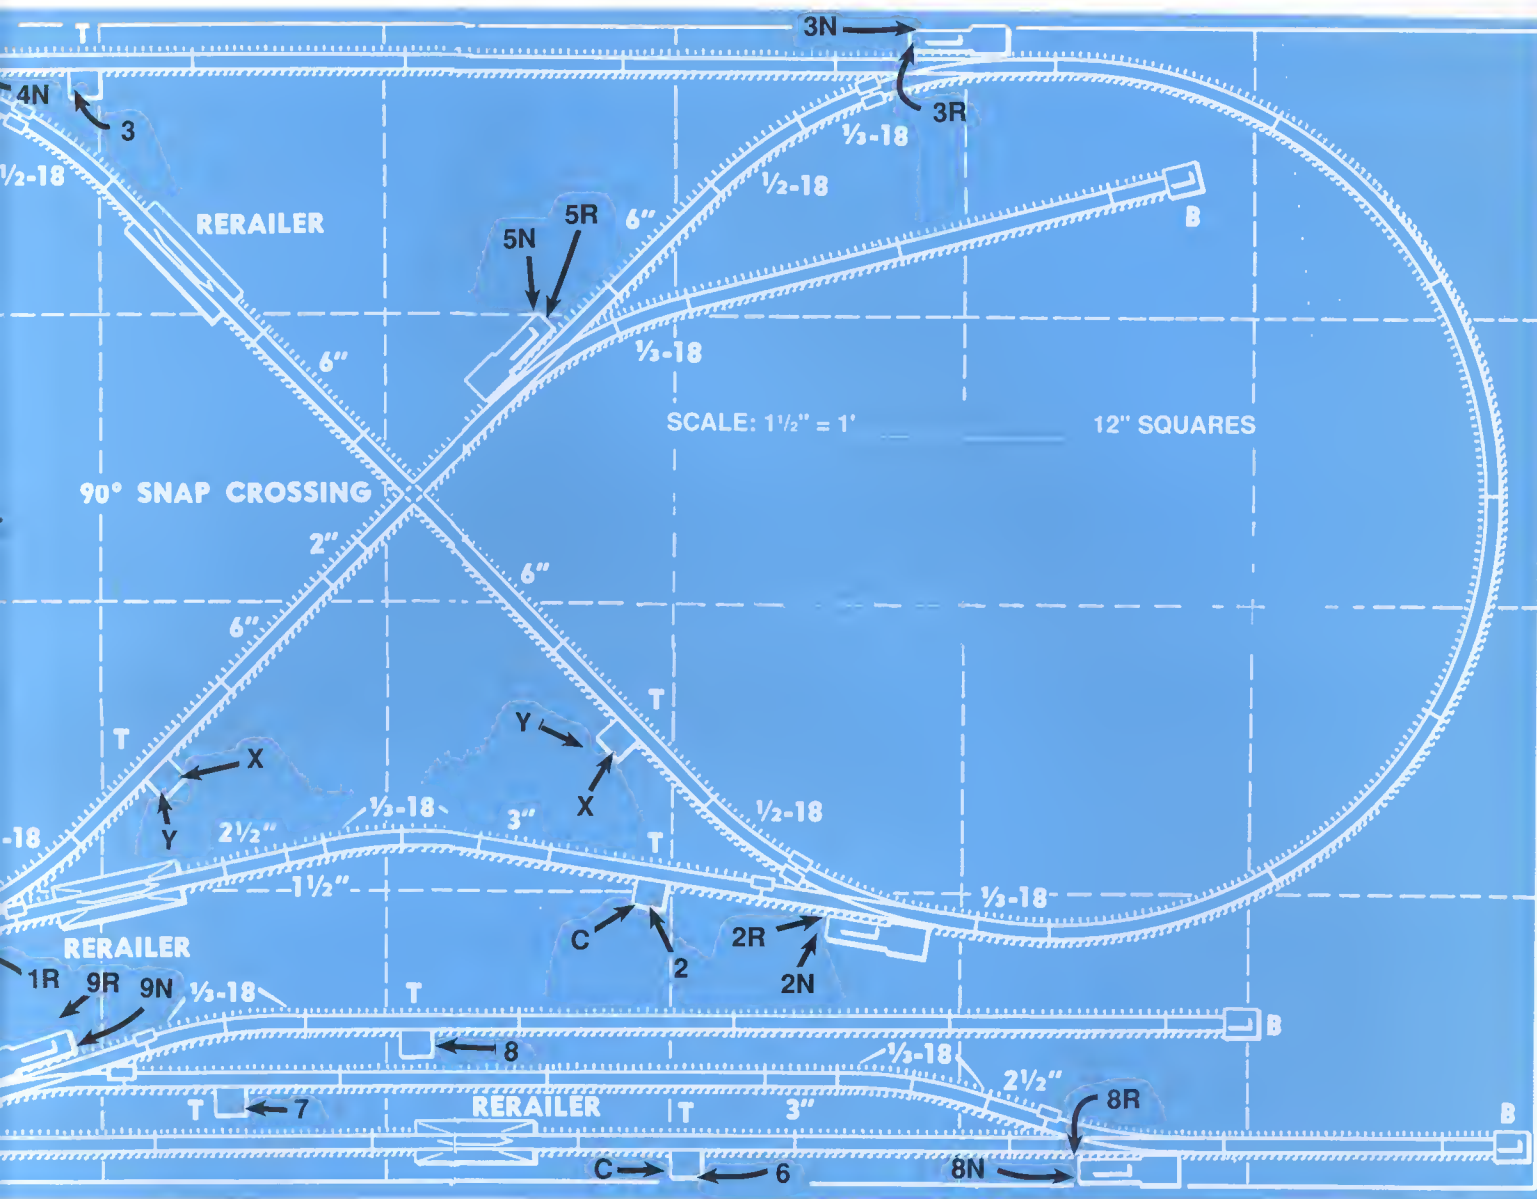 T
3N
4N
3
3R
⅓-18
½-18
½-18
RERAILER
5R
6"
5N
B
6"
⅓-18
SCALE: 1½" = 1'
12" SQUARES
90° SNAP CROSSING
2"
6"
6"
T
Y
T
X
X
Y
-18
2½"
⅓-18
3"
T
½-18
1½"
⅓-18
RERAILER
C
2R
2
2N
1R
9R
9N
⅓-18
T
B
8
⅓-18
2½"
8R
T
7
RERAILER
T
3"
B
C
6
8N